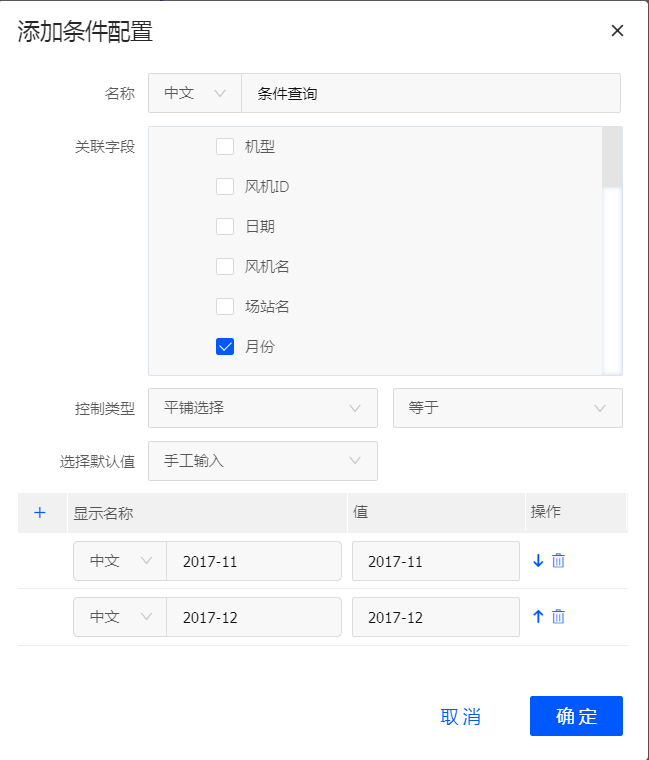 添加条件配置
名称 中文 条件查询
关联字段 机型
风机ID
日期
风机名
场站名
月份
控制类型 平铺选择 等于
选择默认值 手工输入
+ 显示名称 值 操作
中文 2017-11 2017-11
中文 2017-12 2017-12
取消 确定